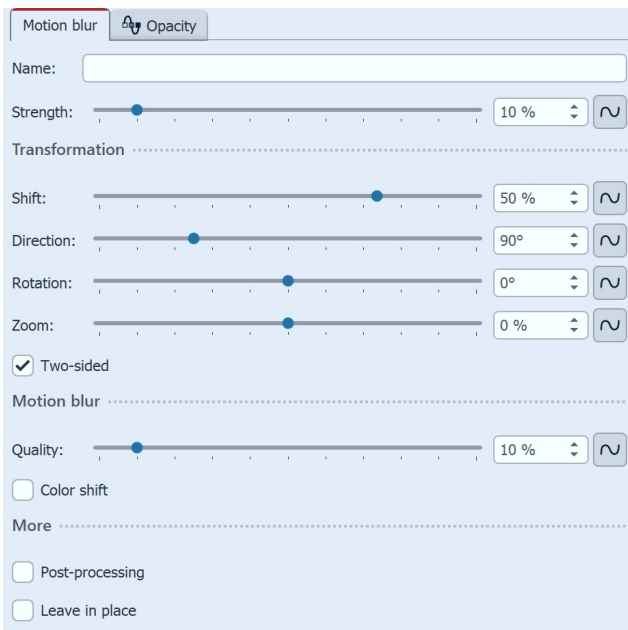 Motion blur Opacity
Name:
Strength: 10 %
Transformation
Shift: 50 %
Direction: 90°
Rotation: 0°
Zoom: 0 %
Two-sided
Motion blur
Quality: 10 %
Color shift
More
Post-processing
Leave in place